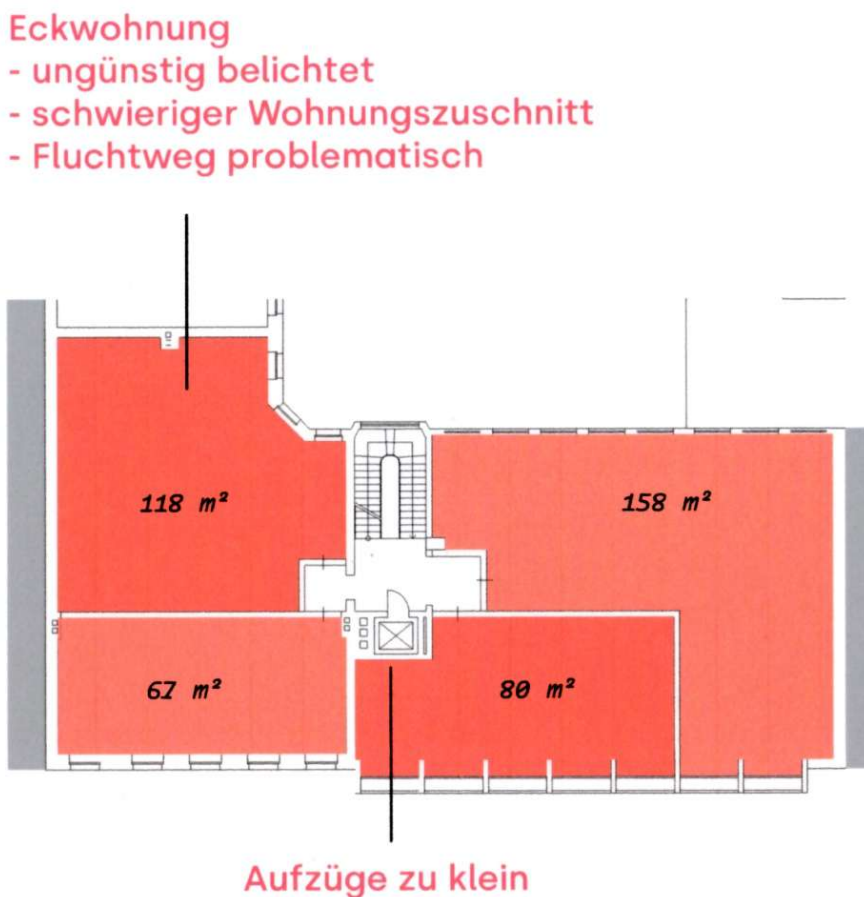 Eckwohnung
- ungünstig belichtet
- schwieriger Wohnungszuschnitt
- Fluchtweg problematisch
118 m²
158 m²
67 m²
80 m²
Aufzüge zu klein